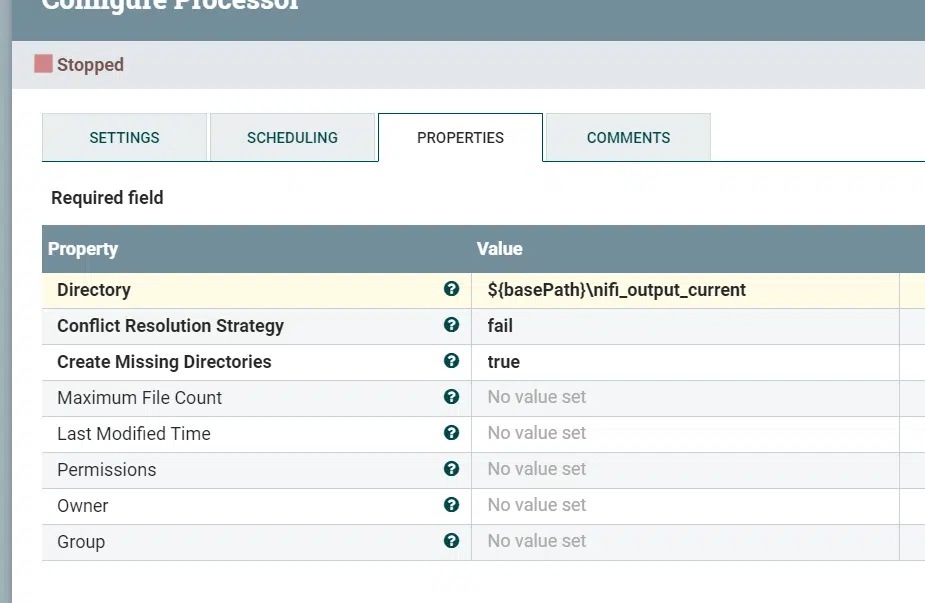 Configure Processor
Stopped
SETTINGS SCHEDULING PROPERTIES COMMENTS
Required field
Property Value
Directory ${basePath}\nifi_output_current
Conflict Resolution Strategy fail
Create Missing Directories true
Maximum File Count No value set
Last Modified Time No value set
Permissions No value set
Owner No value set
Group No value set